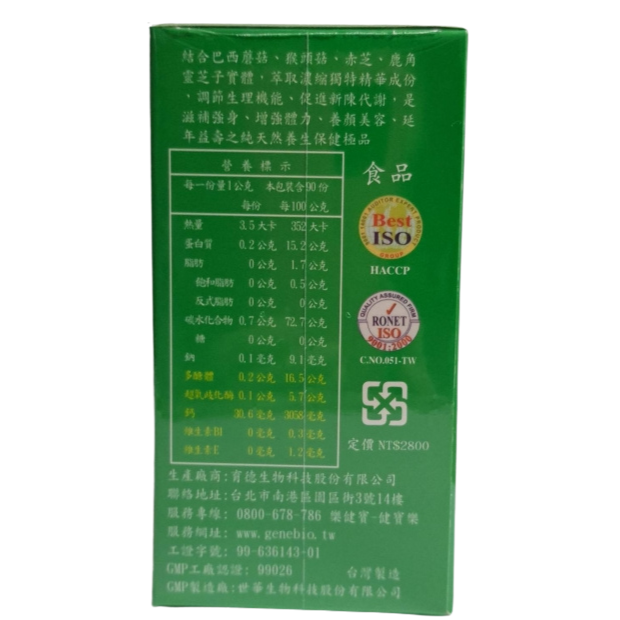 結合巴西蘑菇、猴頭菇、赤芝、鹿角
靈芝子實體，萃取濃縮獨特精華成份
、調節生理機能、促進新陳代謝，是
滋補強身、增強體力、養顏美容、延
年益壽之純天然養生保健極品
營養標示
每一份量1公克 本包裝含90份
每份 每100公克
熱量 3.5大卡 352大卡
蛋白質 0.2公克 15.2公克
脂肪 0公克 1.7公克
飽和脂肪 0公克 0.5公克
反式脂肪 0公克 0公克
碳水化合物 0.7公克 72.7公克
糖 0公克 0公克
鈉 0.1毫克 9.1毫克
多醣體 0.2公克 16.5公克
超氧歧化酶 0.1公克 5.7公克
鈣 30.6毫克 3058毫克
維生素B1 0毫克 0.3毫克
維生素E 0毫克 1.2毫克
食品
Best
ISO
HACCP
QUALITY ASSURED FIRM
RONET
ISO
9001:2000
C.NO.051-TW
定價 NT$2800
生產廠商:育德生物科技股份有限公司
聯絡地址:台北市南港區園區街3號14樓
服務專線: 0800-678-786 樂健寶-健寶樂
服務網址: www.genebio.tw
工證字號: 99-636143-01
GMP工廠認證: 99026 台灣製造
GMP製造廠:世華生物科技股份有限公司